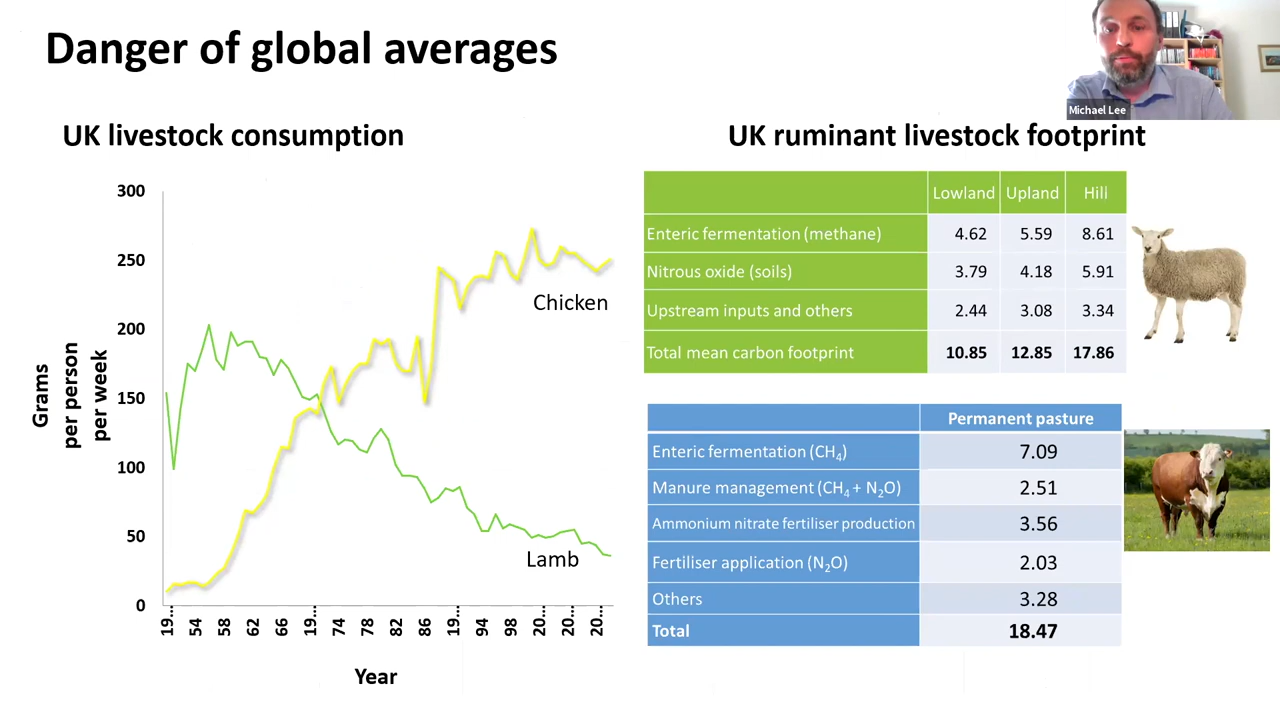 Danger of global averages
Michael Lee
UK livestock consumption
300
250
200
150
100
50
0
Grams
per person
per week
Chicken
Lamb
19...
54
58
62
66
19...
74
78
82
86
19...
94
98
20...
20...
20...
Year
UK ruminant livestock footprint
Lowland Upland Hill
Enteric fermentation (methane) 4.62 5.59 8.61
Nitrous oxide (soils) 3.79 4.18 5.91
Upstream inputs and others 2.44 3.08 3.34
Total mean carbon footprint 10.85 12.85 17.86
Permanent pasture
Enteric fermentation (CH₄) 7.09
Manure management (CH₄ + N₂O) 2.51
Ammonium nitrate fertiliser production 3.56
Fertiliser application (N₂O) 2.03
Others 3.28
Total 18.47